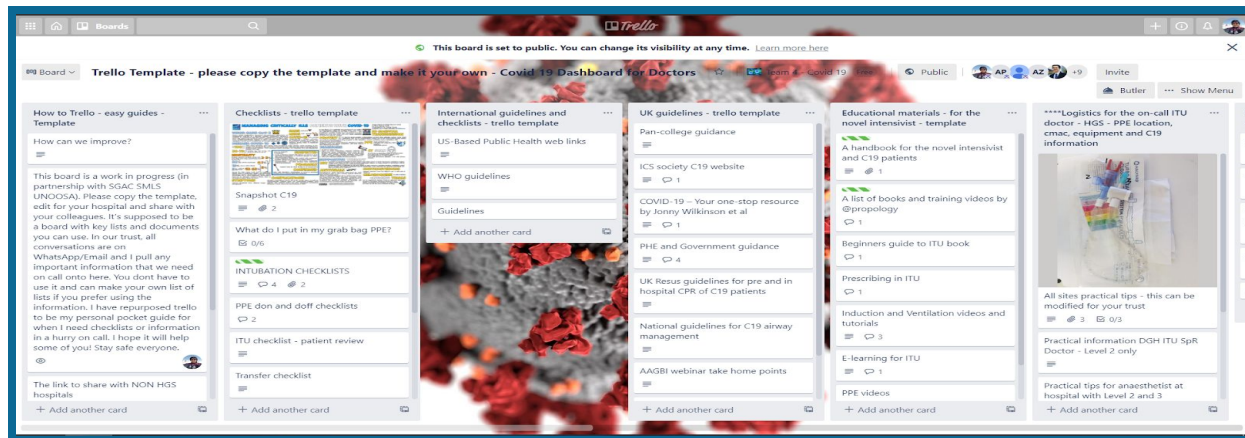 Boards
Trello
This board is set to public. You can change its visibility at any time. Learn more here
Board
Trello Template - please copy the template and make it your own - Covid 19 Dashboard for Doctors
Team 4 - Covid 19 Free
Public
AP
AZ
+9
Invite
Butler
Show Menu
How to Trello - easy guides -
Template
How can we improve?
This board is a work in progress (in
partnership with SGAC SMLS
UNOOSA). Please copy the template,
edit for your hospital and share with
your colleagues. It's supposed to be
a board with key lists and documents
you can use. In our trust, all
conversations are on
WhatsApp/Email and I pull any
important information that we need
on call onto here. You dont have to
use it and can make your own list of
lists if you prefer using the
information. I have repurposed trello
to be my personal pocket guide for
when I need checklists or information
in a hurry on call. I hope it will help
some of you! Stay safe everyone.
The link to share with NON HGS
hospitals
+ Add another card
Checklists - trello template
Snapshot C19
2
What do I put in my grab bag PPE?
0/6
INTUBATION CHECKLISTS
4 2
PPE don and doff checklists
2
ITU checklist - patient review
Transfer checklist
+ Add another card
International guidelines and
checklists - trello template
US-Based Public Health web links
WHO guidelines
Guidelines
+ Add another card
UK guidelines - trello template
Pan-college guidance
ICS society C19 website
1
COVID-19 – Your one-stop resource
by Jonny Wilkinson et al
1
PHE and Government guidance
4
UK Resus guidelines for pre and in
hospital CPR of C19 patients
National guidelines for C19 airway
management
AAGBI webinar take home points
+ Add another card
Educational materials - for the
novel intensivist - template
A handbook for the novel intensivist
and C19 patients
1
A list of books and training videos by
@propology
1
Beginners guide to ITU book
1
Prescribing in ITU
1
Induction and Ventilation videos and
tutorials
3
E-learning for ITU
1
PPE videos
+ Add another card
****Logistics for the on-call ITU
doctor - HGS - PPE location,
cmac, equipment and C19
information
2
All sites practical tips - this can be
modified for your trust
3 0/3
Practical information DGH ITU SpR
Doctor - Level 2 only
Practical tips for anaesthetist at
hospital with Level 2 and 3
+ Add another card